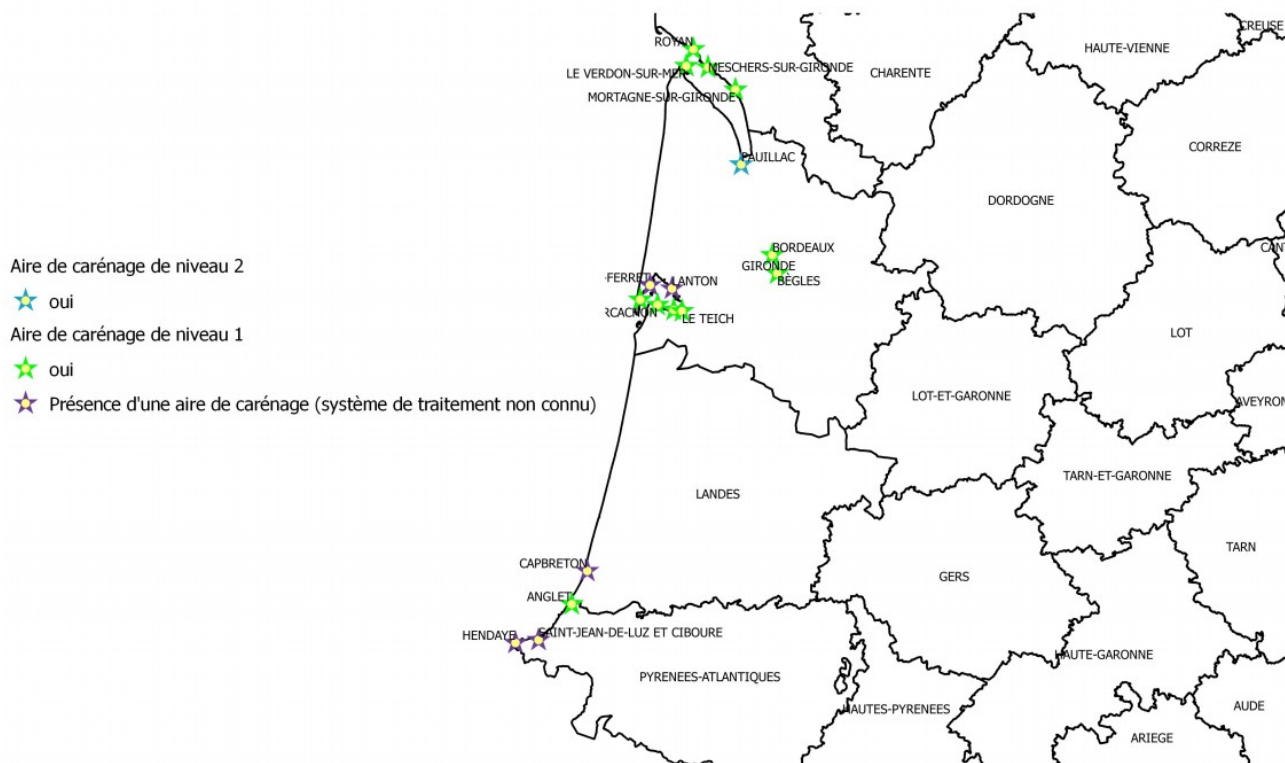 ROYAN
CREUSE
HAUTE-VIENNE
LE VERDON-SUR-MER
MESCHERS-SUR-GIRONDE
CHARENTE
MORTAGNE-SUR-GIRONDE
CORREZE
PAUILLAC
DORDOGNE
BORDEAUX
CANT
GIRONDE
BÈGLES
Aire de carénage de niveau 2
oui
-FERRET
ANTON
RCACHON
LE TEICH
Aire de carénage de niveau 1
oui
LOT
Présence d'une aire de carénage (système de traitement non connu)
LOT-ET-GARONNE
AVEYRON
TARN-ET-GARONNE
LANDES
TARN
CAPBRETON
GERS
ANGLET
HENDAYE
SAINT-JEAN-DE-LUZ ET CIBOURE
HAUTE-GARONNE
PYRENEES-ATLANTIQUES
HAUTES-PYRENEES
AUDE
ARIEGE